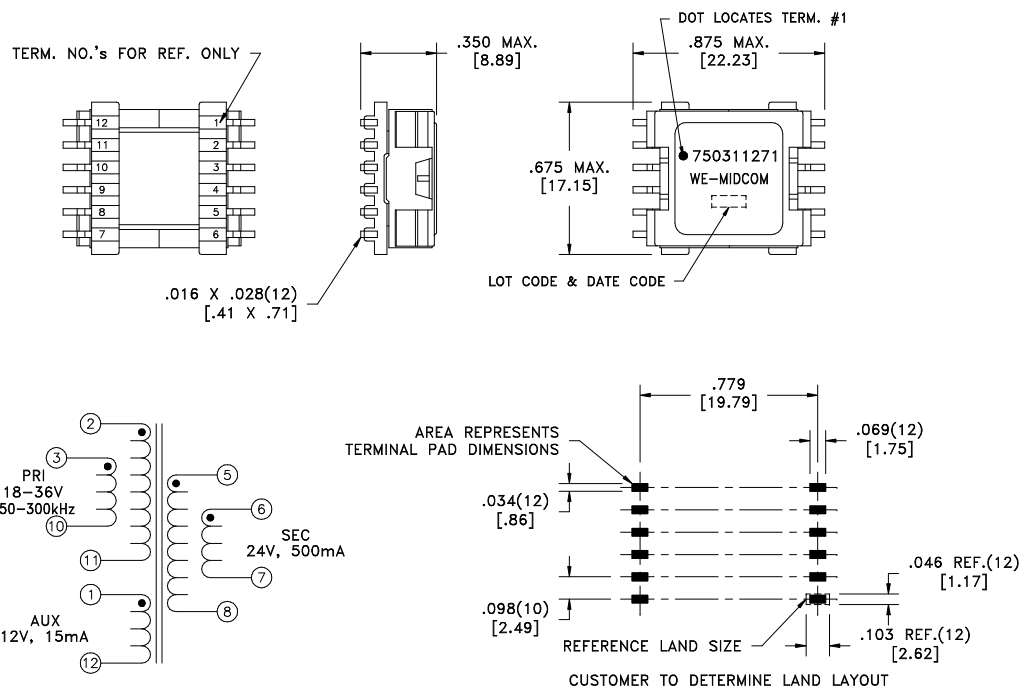 TERM. NO.'s FOR REF. ONLY
12
11
10
9
8
7
1
2
3
4
5
6
.350 MAX.
[8.89]
.016 X .028(12)
[.41 X .71]
DOT LOCATES TERM. #1
.875 MAX.
[22.23]
.675 MAX.
[17.15]
750311271
WE-MIDCOM
LOT CODE & DATE CODE
2
3
PRI
18-36V
50-300kHz
10
11
1
AUX
12V, 15mA
12
5
6
SEC
24V, 500mA
7
8
.779
[19.79]
AREA REPRESENTS
TERMINAL PAD DIMENSIONS
.069(12)
[1.75]
.034(12)
[.86]
.046 REF.(12)
[1.17]
.098(10)
[2.49]
REFERENCE LAND SIZE
.103 REF.(12)
[2.62]
CUSTOMER TO DETERMINE LAND LAYOUT